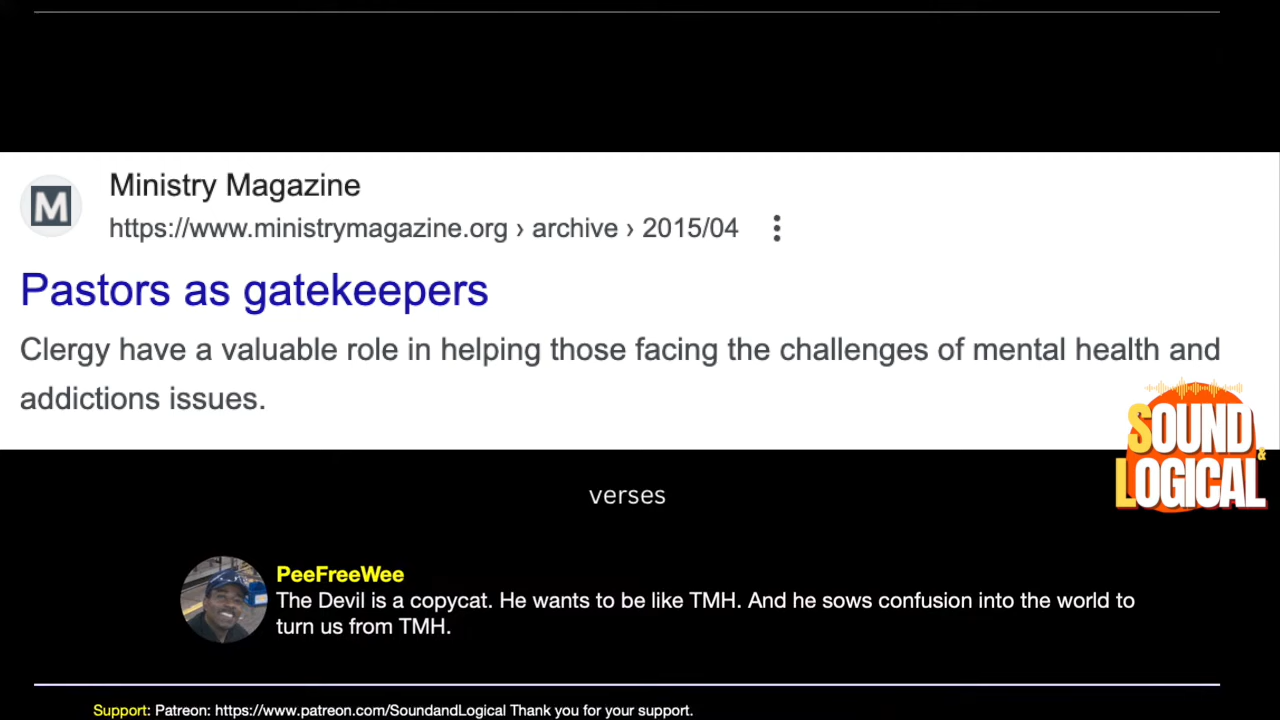 Ministry Magazine
https://www.ministrymagazine.org › archive › 2015/04
Pastors as gatekeepers
Clergy have a valuable role in helping those facing the challenges of mental health and
addictions issues.
SOUND &
LOGICAL
verses
PeeFreeWee
The Devil is a copycat. He wants to be like TMH. And he sows confusion into the world to
turn us from TMH.
Support: Patreon: https://www.patreon.com/SoundandLogical Thank you for your support.